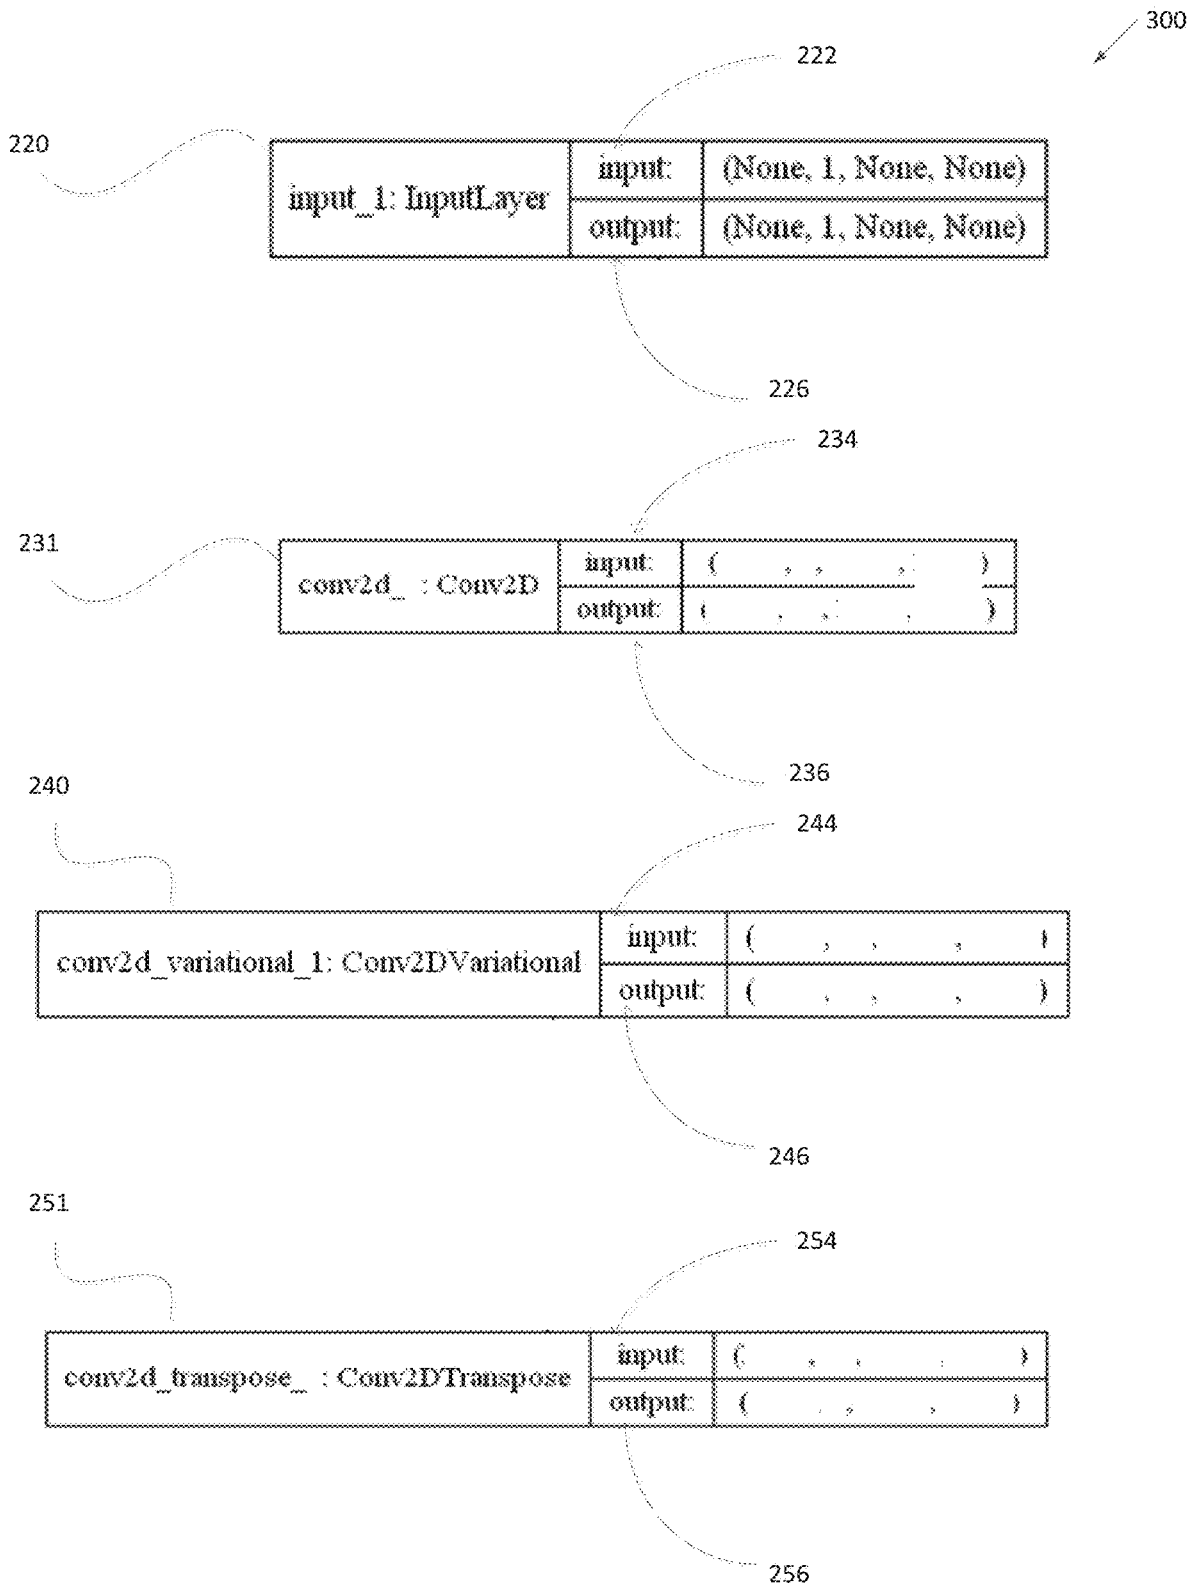 300
222
220
input_1: InputLayer
input: (None, 1, None, None)
output: (None, 1, None, None)
226
234
231
conv2d_ : Conv2D
input: ( , , , )
output: ( , , , )
236
240
244
conv2d_variational_1: Conv2DVariational
input: ( , , , )
output: ( , , , )
246
251
254
conv2d_transpose_ : Conv2DTranspose
input: ( , , , )
output: ( , , , )
256